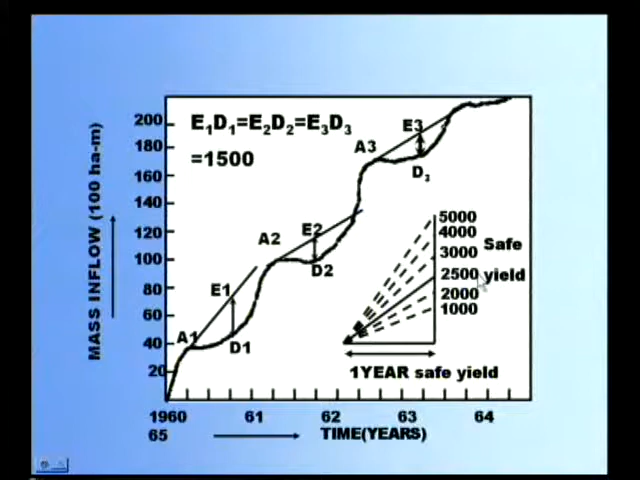 E1D1=E2D2=E3D3
=1500
MASS INFLOW (100 ha-m)
200
180
160
140
120
100
80
60
40
20
A1
E1
D1
A2
E2
D2
A3
E3
D3
5000
4000
3000
2500
2000
1000
Safe
yield
1YEAR safe yield
1960 61 62 63 64
65
TIME(YEARS)